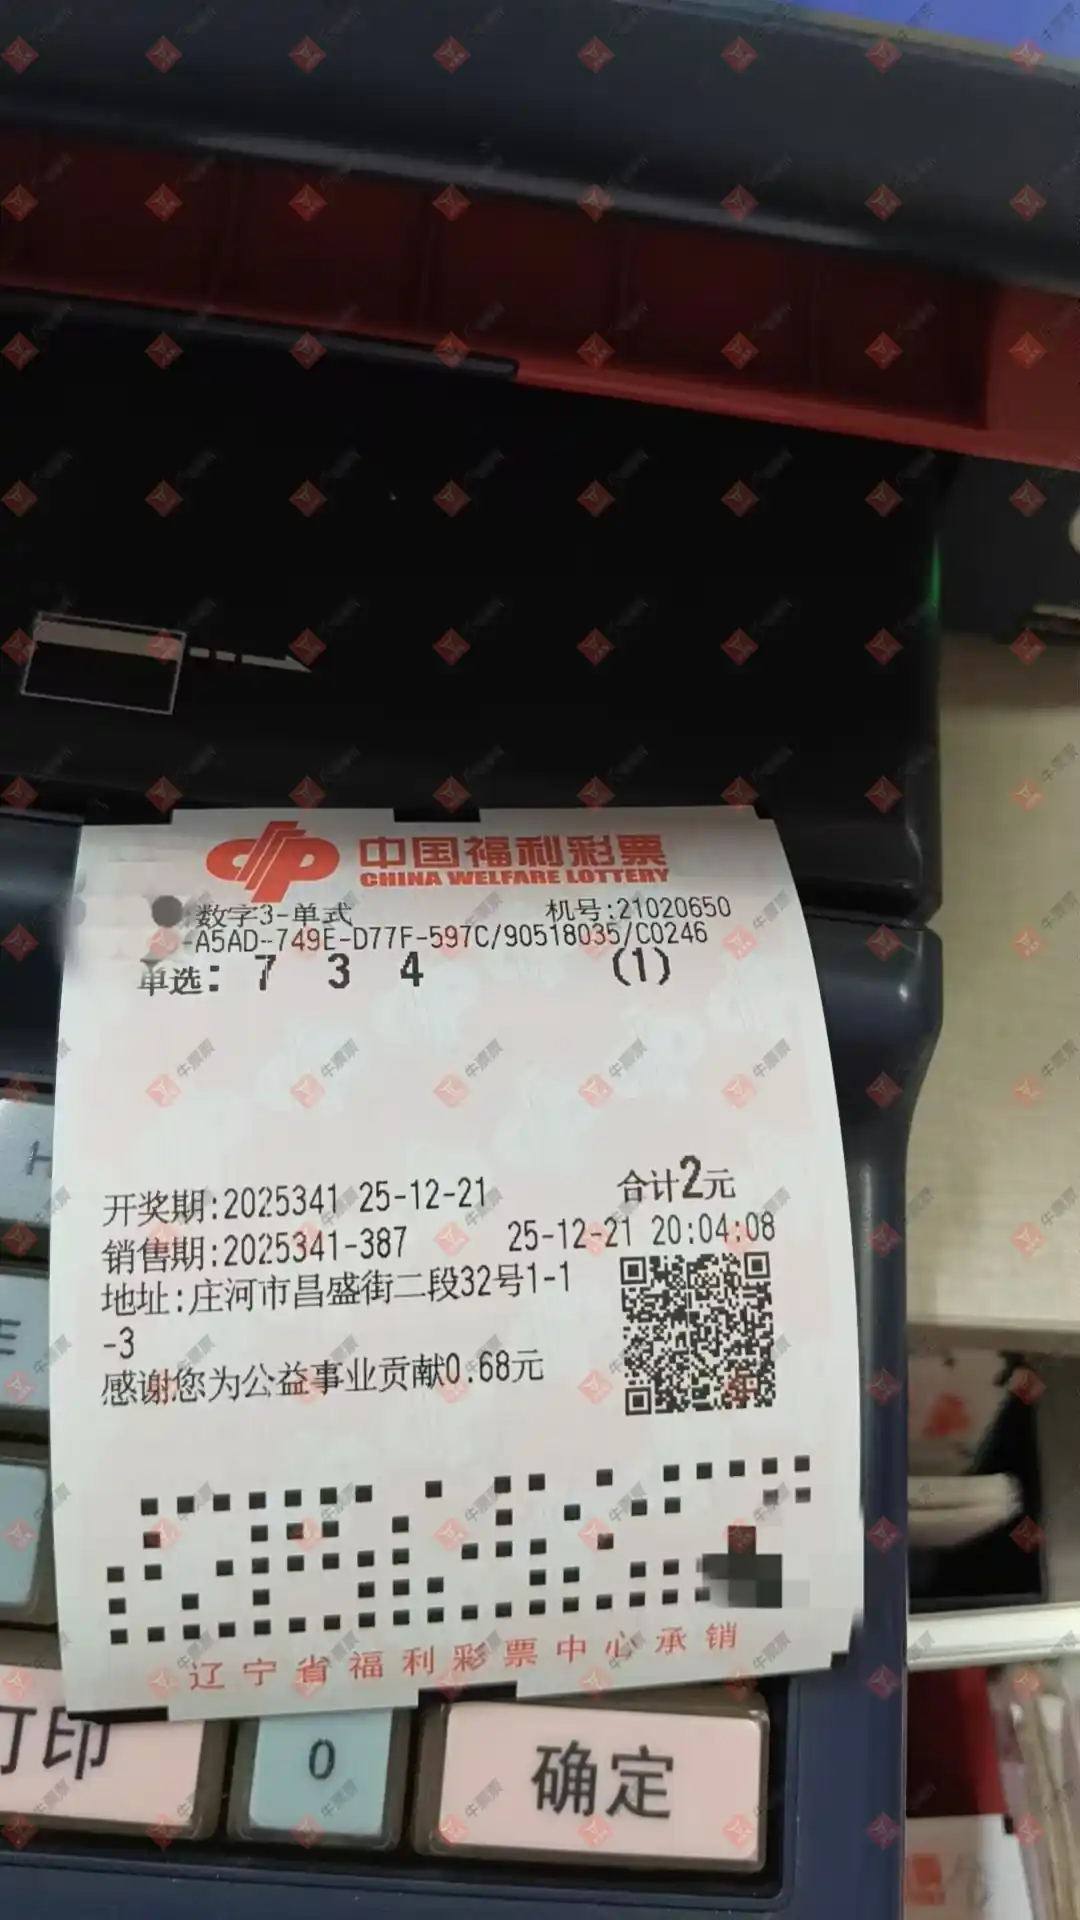 中国福利彩票
CHINA WELFARE LOTTERY
数字3-单式 机号:21020650
-A5AD-749E-D77F-597C/90518035/C0246
单选: 7 3 4 (1)
开奖期:2025341 25-12-21 合计2元
销售期:2025341-387 25-12-21 20:04:08
地址:庄河市昌盛街二段32号1-1
-3
感谢您为公益事业贡献0.68元
辽宁省福利彩票中心承销
打印 0 确定
H
E
牛票票